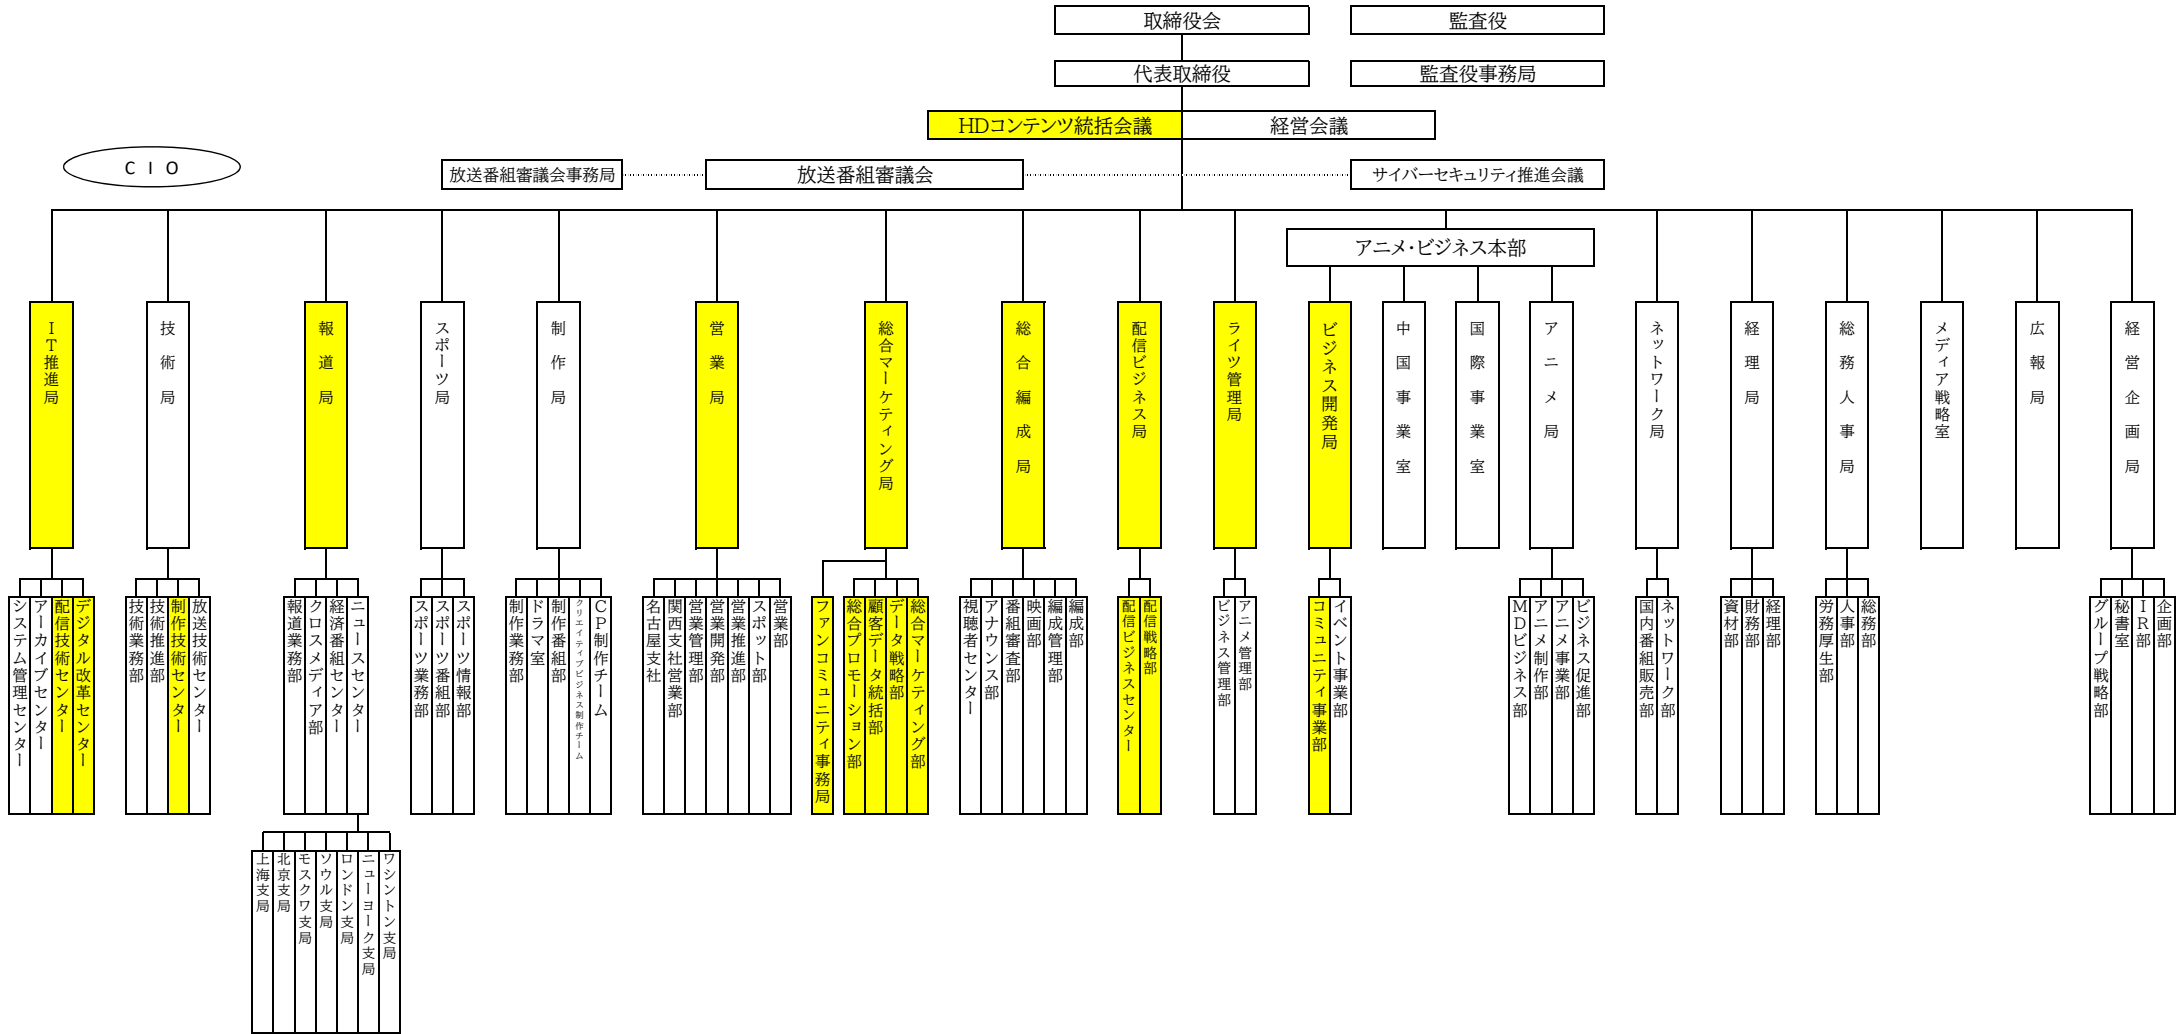 取締役会
監査役
代表取締役
監査役事務局
HDコンテンツ統括会議
経営会議
CIO
放送番組審議会事務局
放送番組審議会
サイバーセキュリティ推進会議
アニメ・ビジネス本部
IT推進局
技術局
報道局
スポーツ局
制作局
営業局
総合マーケティング局
総合編成局
配信ビジネス局
ライツ管理局
ビジネス開発局
中国事業室
国際事業室
アニメ局
ネットワーク局
経理局
総務人事局
メディア戦略室
広報局
経営企画局
システム管理センター
アーカイブセンター
配信技術センター
デジタル改革センター
技術業務部
技術推進部
制作技術センター
放送技術センター
報道業務部
クロスメディア部
経済番組センター
ニュースセンター
スポーツ業務部
スポーツ番組部
スポーツ情報部
制作業務部
ドラマ室
制作番組部
クリエイティブビジネス制作チーム
CP制作チーム
名古屋支社
関西支社営業部
営業管理部
営業開発部
営業推進部
スポット部
営業部
ファンコミュニティ事務局
総合プロモーション部
顧客データ統括部
データ戦略部
総合マーケティング部
視聴者センター
アナウンス部
番組審査部
映画部
編成管理部
編成部
配信ビジネスセンター
配信戦略部
ビジネス管理部
アニメ管理部
コミュニティ事業部
イベント事業部
MDビジネス部
アニメ制作部
アニメ事業部
ビジネス促進部
国内番組販売部
ネットワーク部
資材部
財務部
経理部
労務厚生部
人事部
総務部
グループ戦略部
秘書室
IR部
企画部
上海支局
北京支局
モスクワ支局
ソウル支局
ロンドン支局
ニューヨーク支局
ワシントン支局